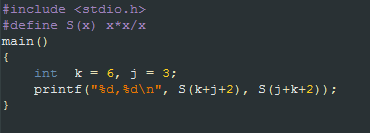 #include <stdio.h>
#define S(x) x*x/x
main()
{
int k = 6, j = 3;
printf("%d,%d\n", S(k+j+2), S(j+k+2));
}